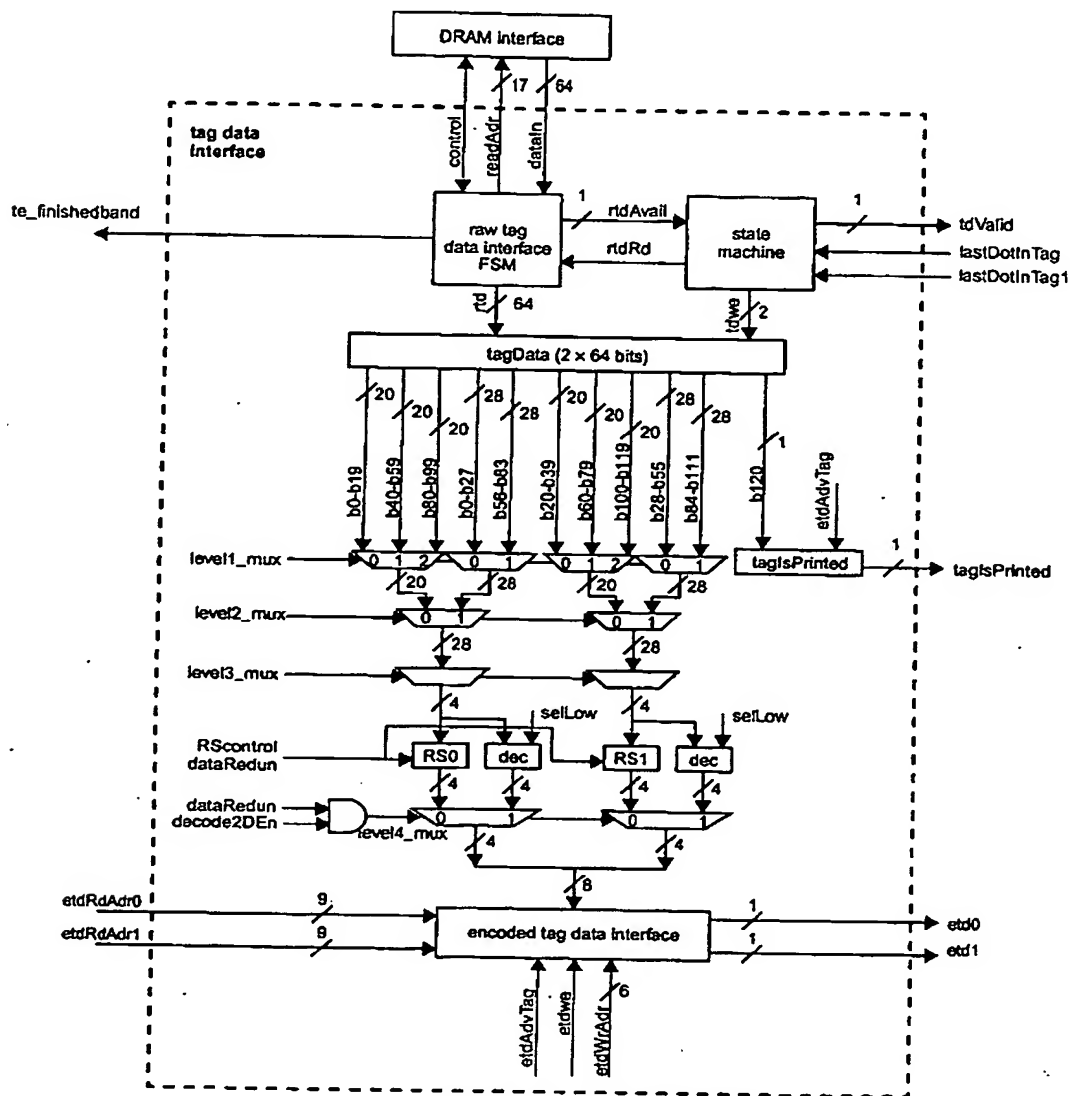 DRAM interface
17
64
control
readAdr
dataIn
tag data
interface
te_finishedband
raw tag
data interface
FSM
1
rtdAvail
rtdRd
state
machine
1
tdValid
lastDotInTag
lastDotInTag1
rtd
64
tdwe
2
tagData (2 × 64 bits)
20
20
20
28
28
20
20
20
28
28
1
b0-b19
b40-b59
b80-b99
b0-b27
b56-b83
b20-b39
b60-b79
b100-b119
b28-b55
b84-b111
b120
etdAdvTag
level1_mux
0 1 2
0 1
0 1 2
0 1
tagIsPrinted
1
tagIsPrinted
20
28
20
28
level2_mux
0 1
0 1
28
28
level3_mux
4
4
selLow
selLow
RScontrol
dataRedun
RS0
dec
RS1
dec
4
4
4
4
dataRedun
decode2DEn
level4_mux
0 1
0 1
4
4
8
etdRdAdr0
9
etdRdAdr1
9
encoded tag data interface
1
etd0
1
etd1
etdAdvTag
etdwe
etdWrAdr
6